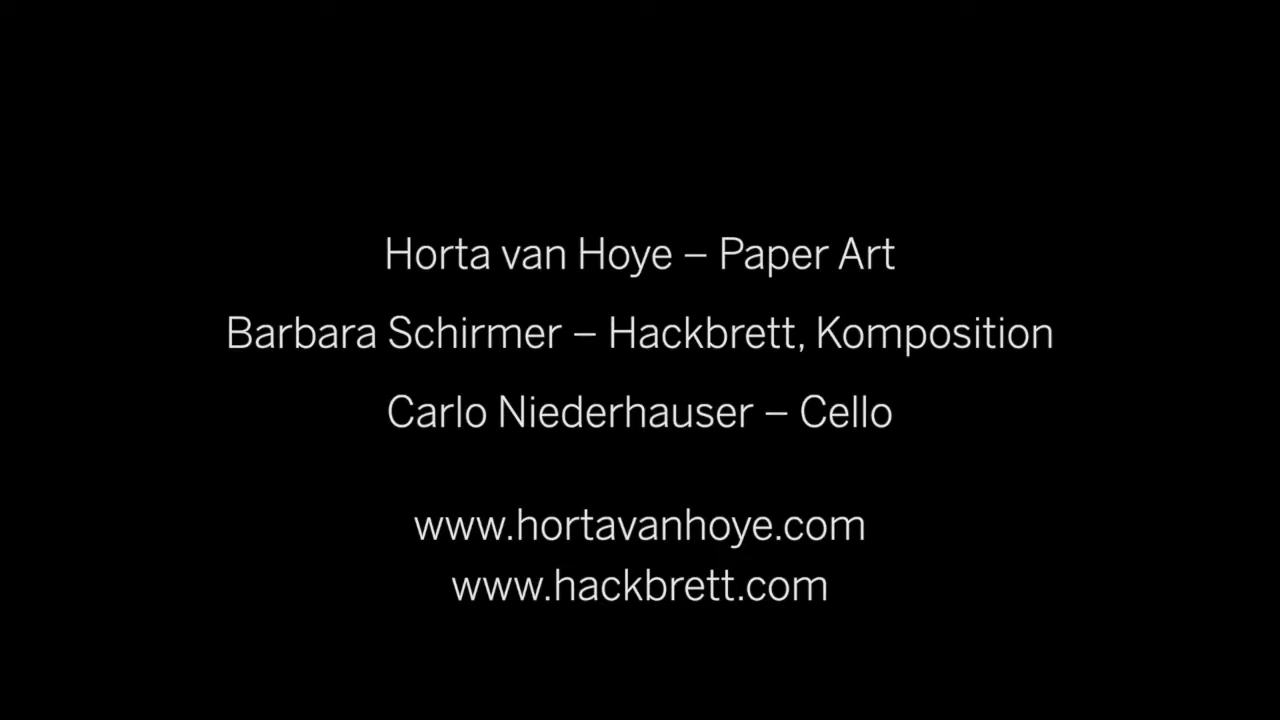 Horta van Hoye – Paper Art
Barbara Schirmer – Hackbrett, Komposition
Carlo Niederhauser – Cello
www.hortavanhoye.com
www.hackbrett.com